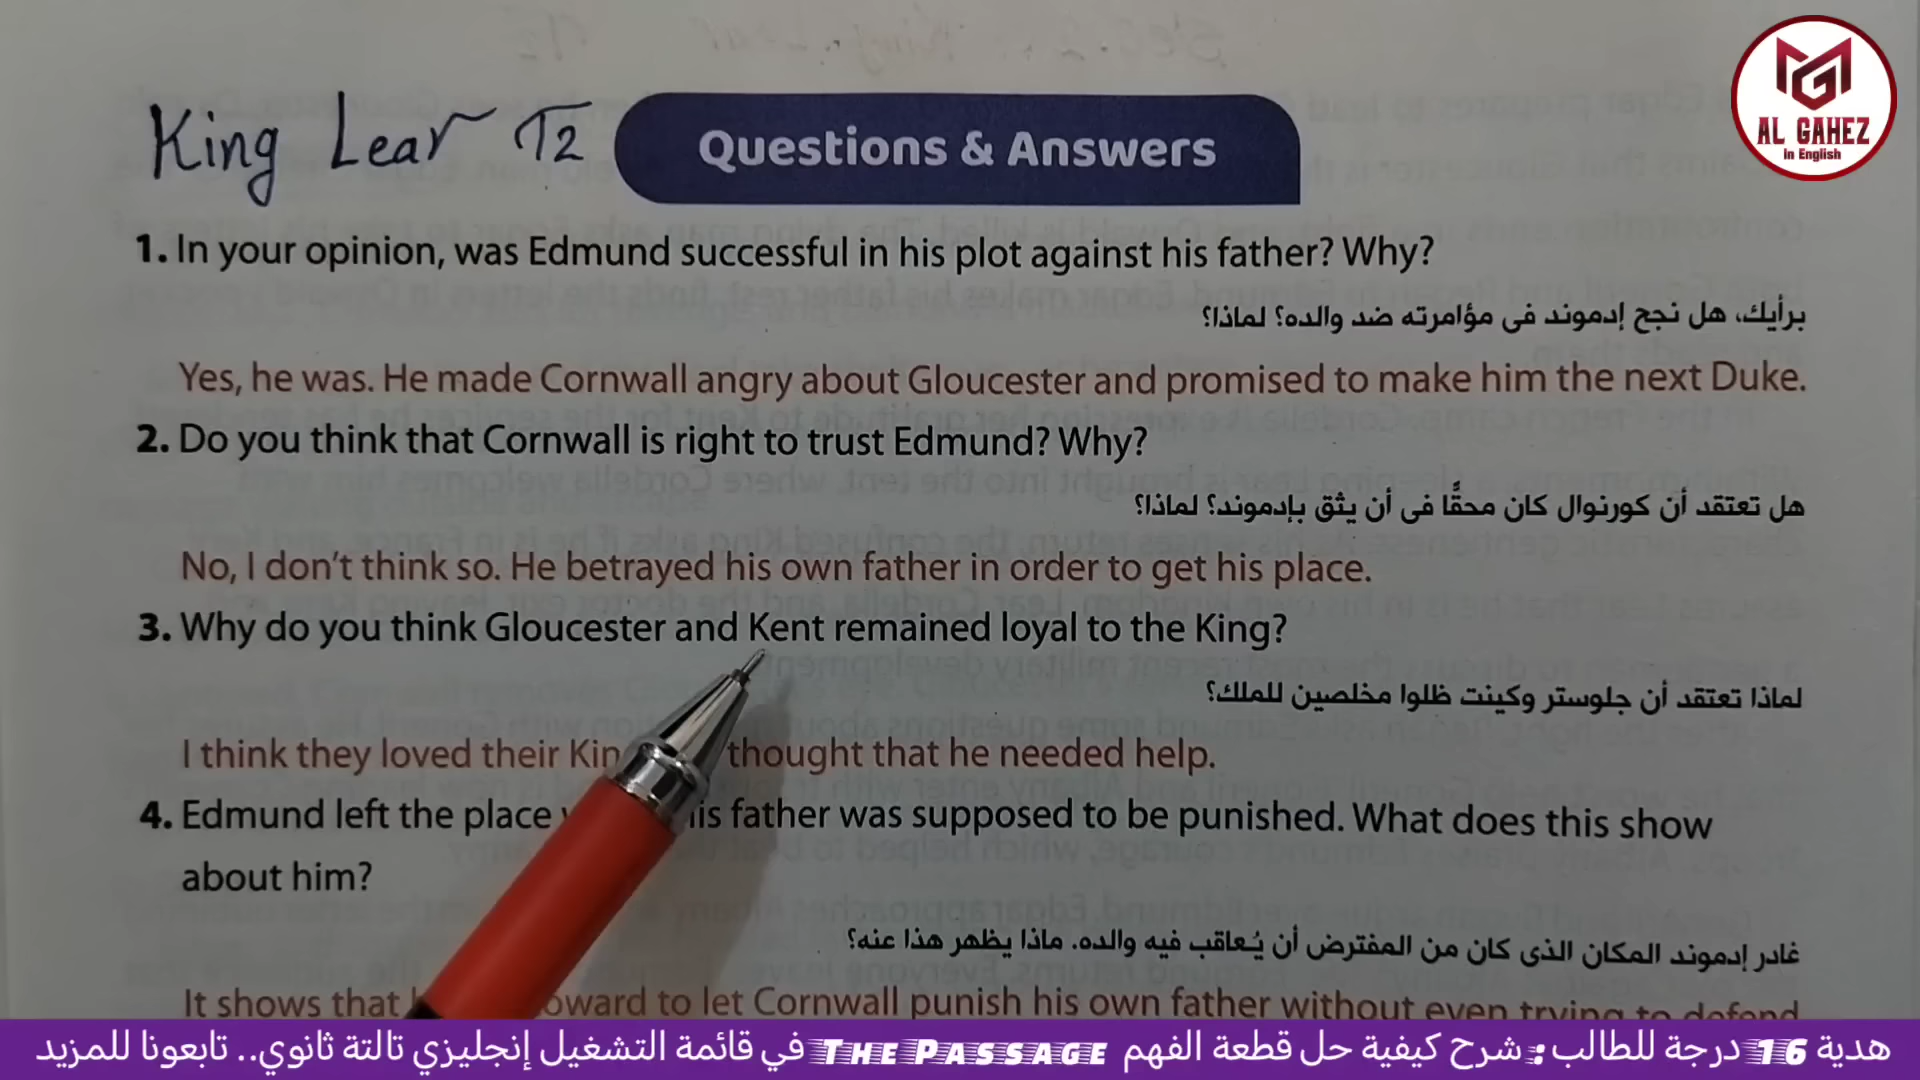 King Lear T2
Questions & Answers
MG
AL GAHEZ
In English
1. In your opinion, was Edmund successful in his plot against his father? Why?
برأيك، هل نجح إدموند فى مؤامرته ضد والده؟ لماذا؟
Yes, he was. He made Cornwall angry about Gloucester and promised to make him the next Duke.
2. Do you think that Cornwall is right to trust Edmund? Why?
هل تعتقد أن كورنوال كان محقًّا فى أن يثق بإدموند؟ لماذا؟
No, I don't think so. He betrayed his own father in order to get his place.
3. Why do you think Gloucester and Kent remained loyal to the King?
لماذا تعتقد أن جلوستر وكينت ظلوا مخلصين للملك؟
I think they loved their thought that he needed help.
4. Edmund left the place father was supposed to be punished. What does this show
about him?
غادر إدموند المكان الذى كان من المفترض أن يُعاقب فيه والده. ماذا يظهر هذا عنه؟
It shows that to let Cornwall punish his own father without even trying to defend
هدية 16 درجة للطالب: شرح كيفية حل قطعة الفهم THE PASSAGE في قائمة التشغيل إنجليزي تالتة ثانوي.. تابعونا للمزيد